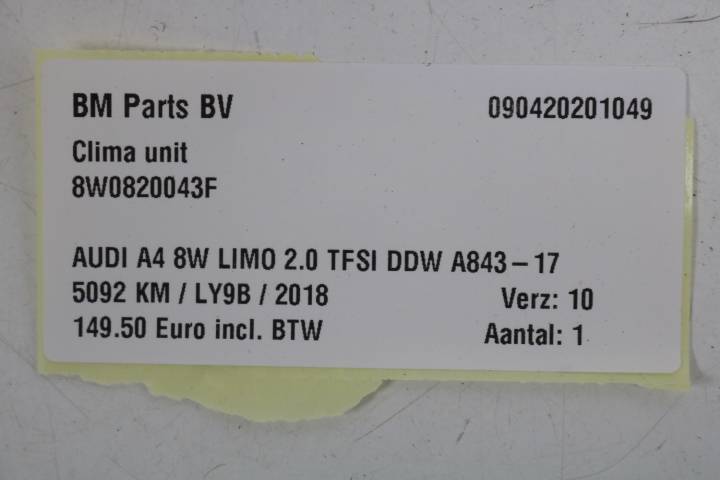 BM Parts BV 090420201049
Clima unit
8W0820043F
AUDI A4 8W LIMO 2.0 TFSI DDW A843-17
5092 KM / LY9B / 2018 Verz: 10
149.50 Euro incl. BTW Aantal: 1